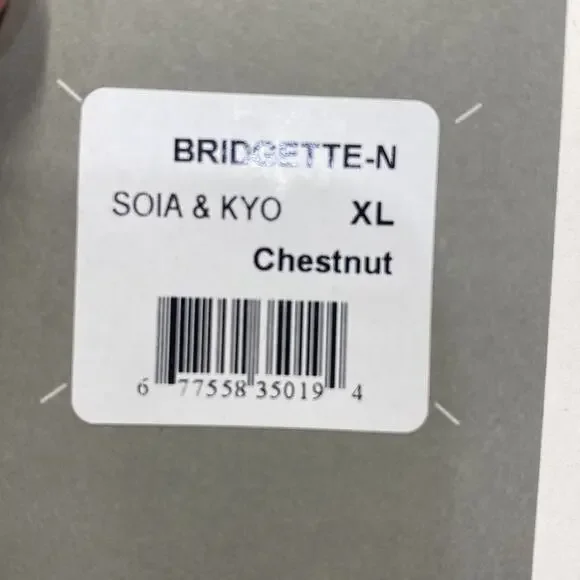 BRIDGETTE-N
SOIA & KYO XL
Chestnut
6 77558 35019 4